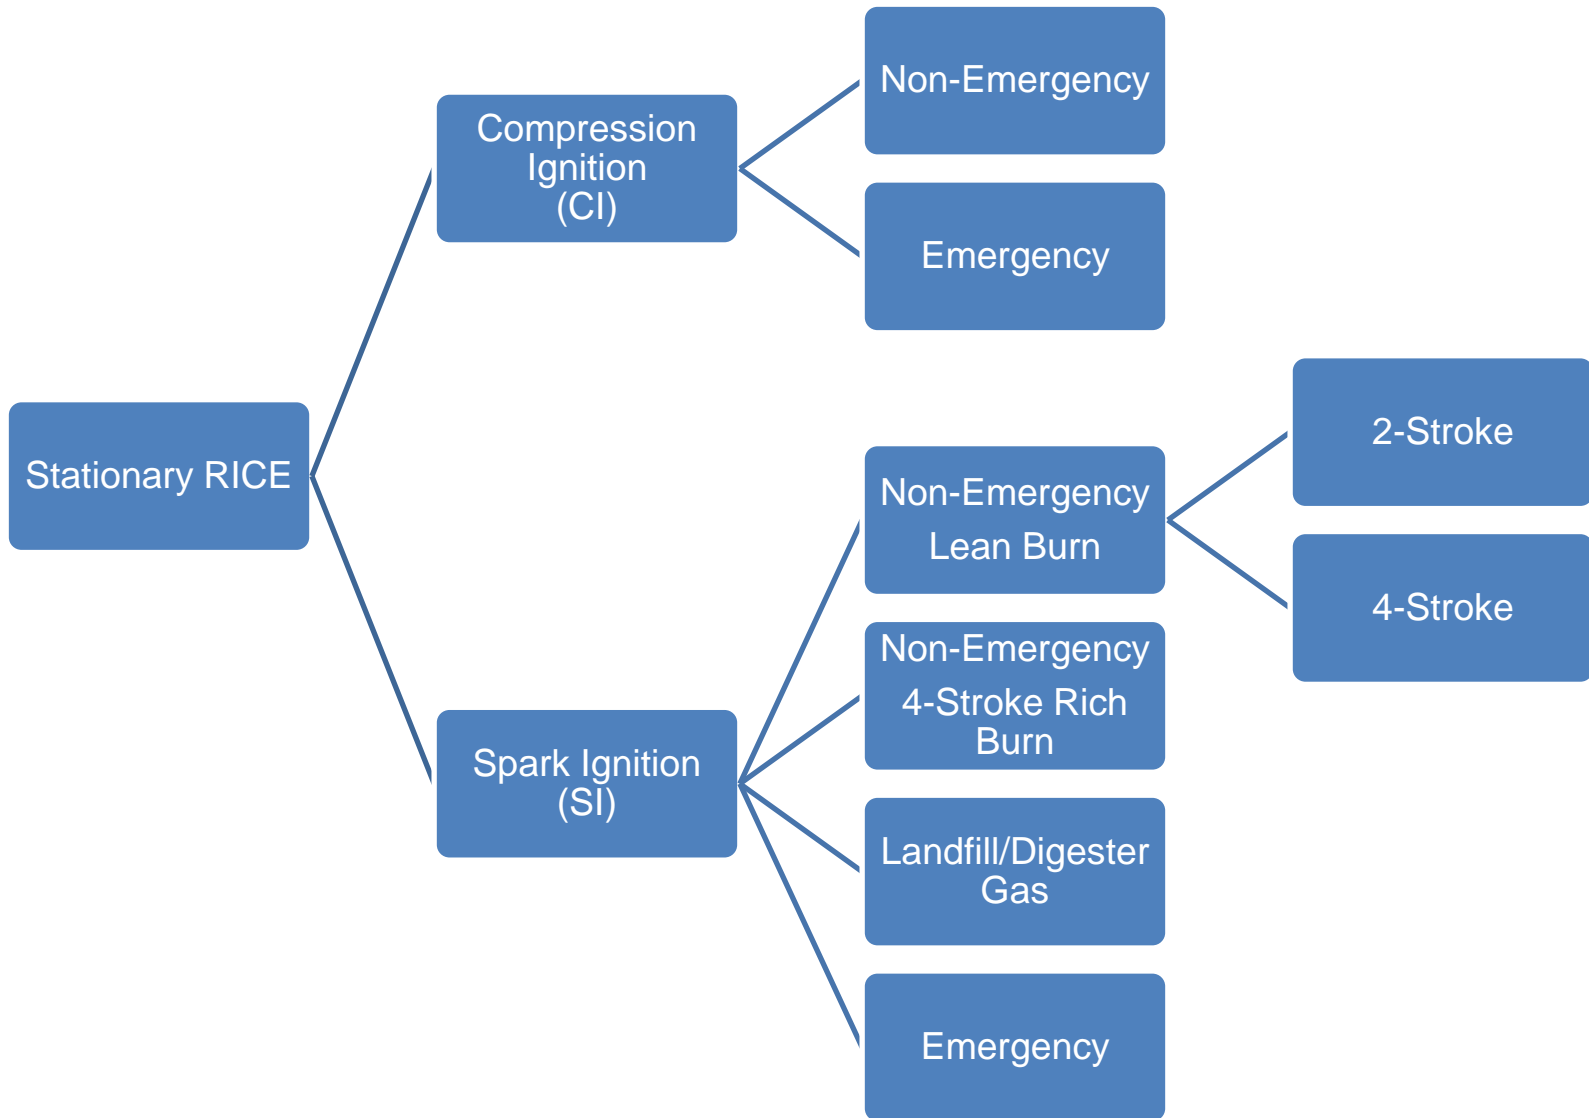 Stationary RICE
Compression
Ignition
(CI)
Non-Emergency
Emergency
Spark Ignition
(SI)
Non-Emergency
Lean Burn
2-Stroke
4-Stroke
Non-Emergency
4-Stroke Rich
Burn
Landfill/Digester
Gas
Emergency